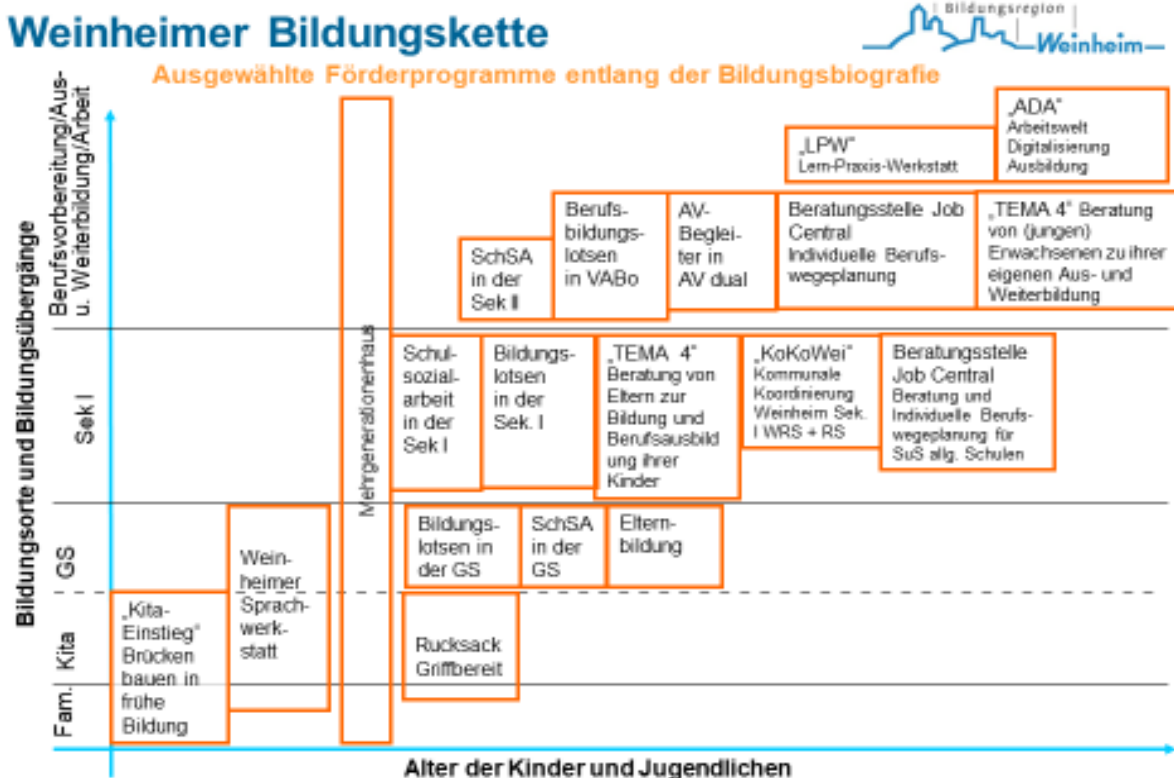 Weinheimer Bildungskette
Bildungsregion
Weinheim
Ausgewählte Förderprogramme entlang der Bildungsbiografie
Bildungsorte und Bildungsübergänge
Berufsvorbereitung/Aus-
u. Weiterbildung/Arbeit
Sek I
GS
Kita
Fam.
„ADA"
Arbeitswelt
Digitalisierung
Ausbildung
„LPW"
Lern-Praxis-Werkstatt
SchSA
in der
Sek II
Berufs-
bildungs-
lotsen
in VABo
AV-
Beglei-
ter in
AV dual
Beratungsstelle Job
Central
Individuelle Berufs-
wegeplanung
„TEMA 4" Beratung
von (jungen)
Erwachsenen zu ihrer
eigenen Aus- und
Weiterbildung
Mehrgenerationenhaus
Schul-
sozial-
arbeit
in der
Sek I
Bildungs-
lotsen
in der
Sek. I
„TEMA 4"
Beratung von
Eltern zur
Bildung und
Berufsausbild
ung ihrer
Kinder
„KoKoWei"
Kommunale
Koordinierung
Weinheim Sek.
I WRS + RS
Beratungsstelle
Job Central
Beratung und
Individuelle Berufs-
wegeplanung für
SuS allg. Schulen
Wein-
heimer
Sprach-
werk-
statt
Bildungs-
lotsen in
der GS
SchSA
in der
GS
Eltern-
bildung
„Kita-
Einstieg"
Brücken
bauen in
frühe
Bildung
Rucksack
Griffbereit
Alter der Kinder und Jugendlichen